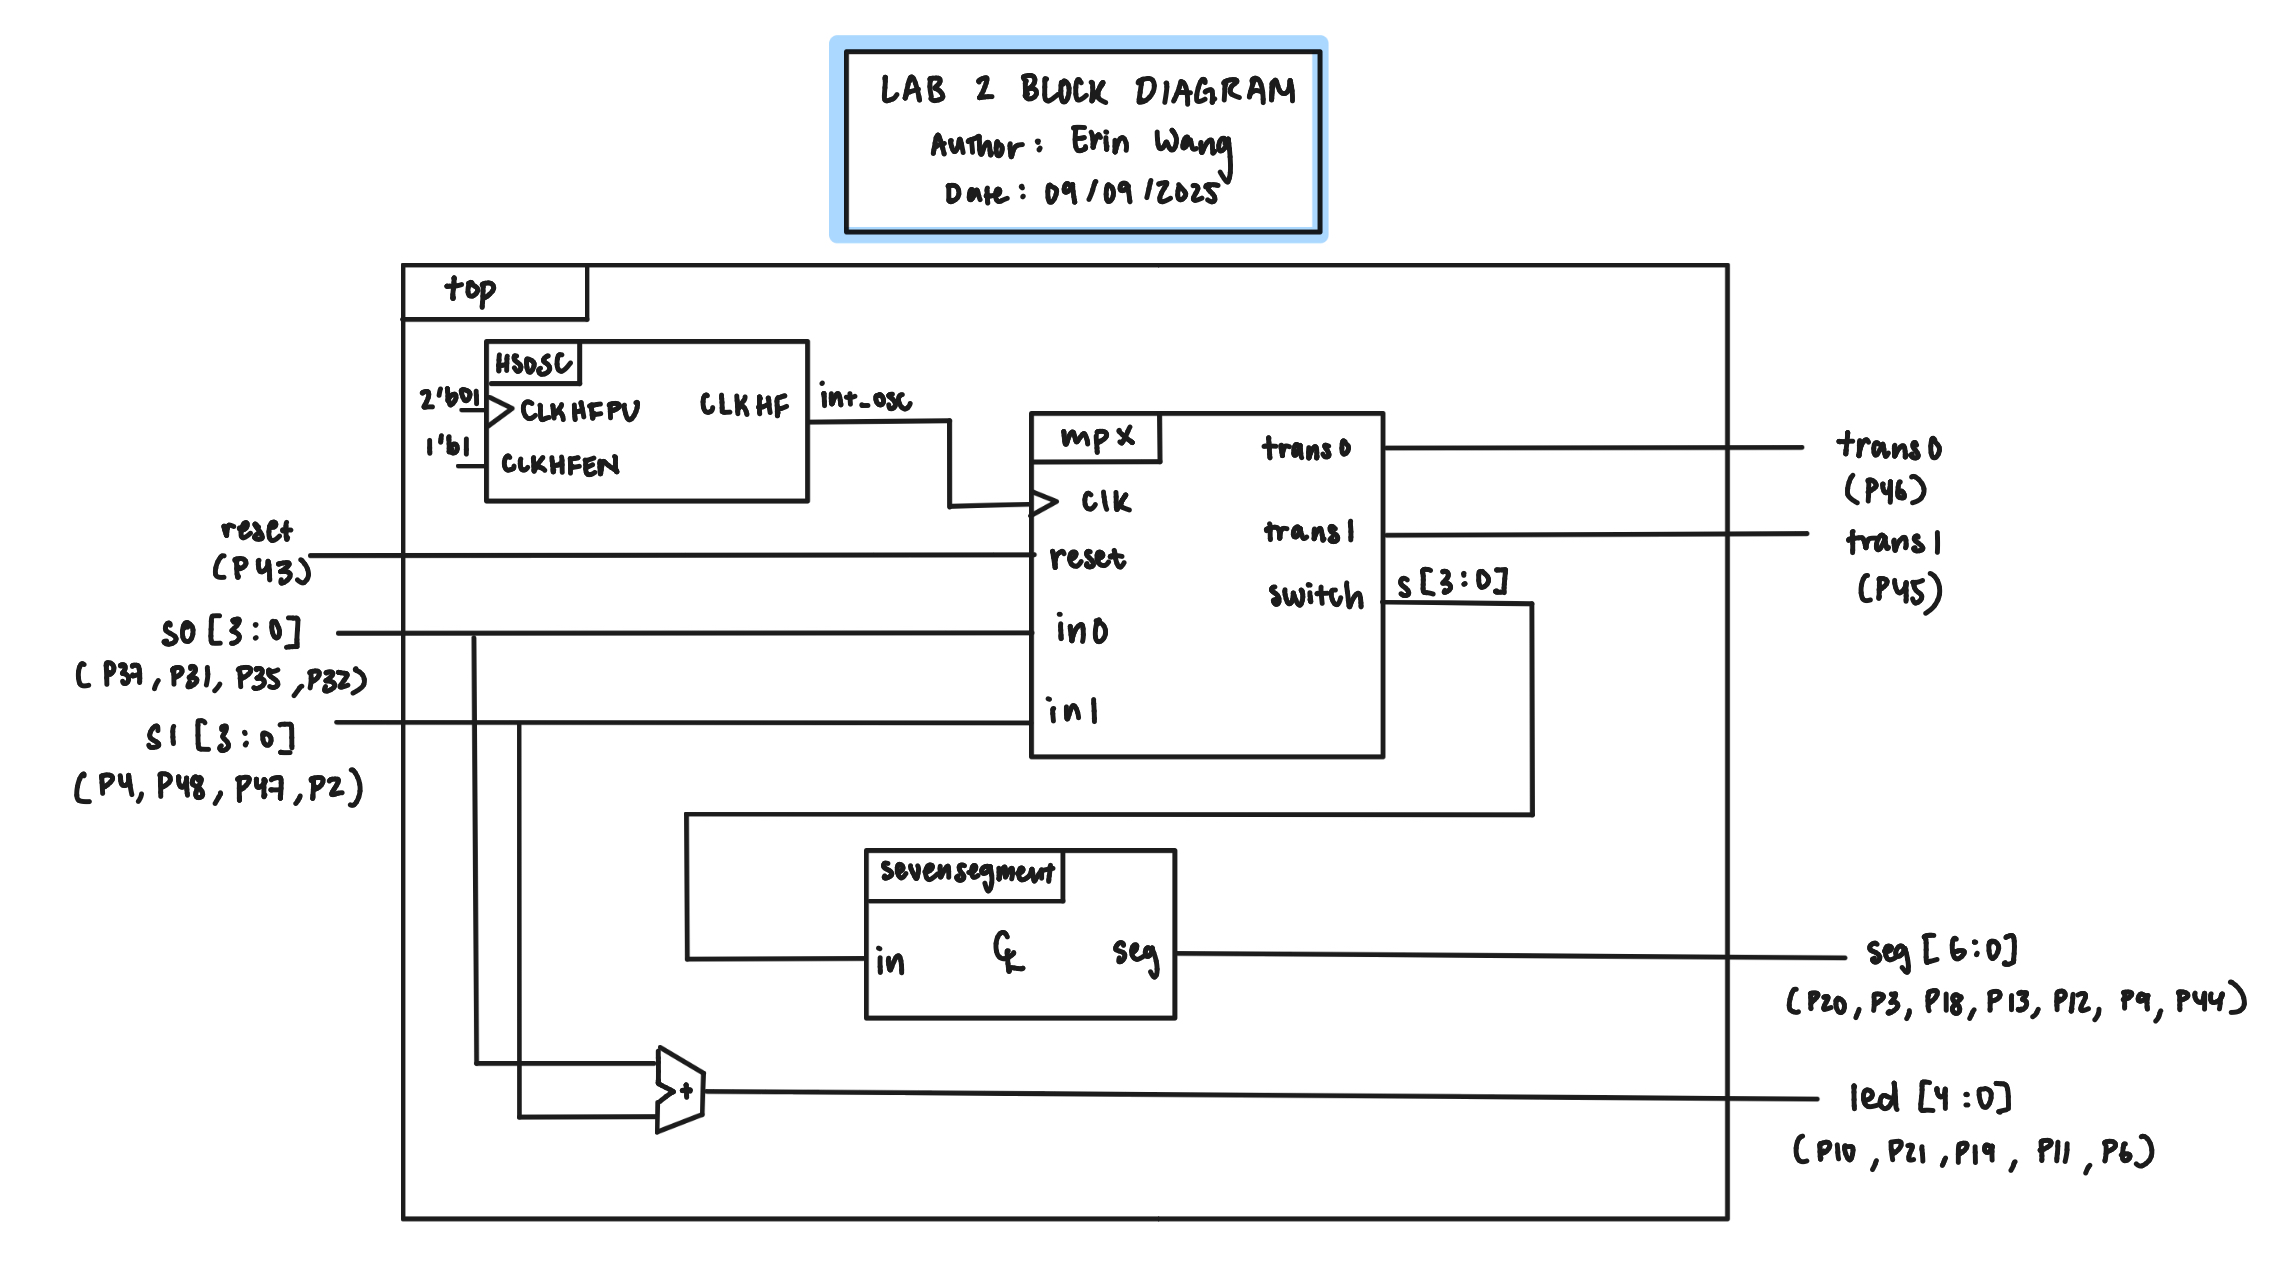 LAB 2 BLOCK DIAGRAM
Author: Erin Wang
Date: 09/09/2025
top
HSOSC
2'b01
CLKHFPU
CLKHF
int_osc
1'b1
CLKHFEN
mpx
trans0
clk
trans1
reset
switch
s[3:0]
in0
in1
reset
(P43)
s0[3:0]
(P37, P31, P35, P32)
s1[3:0]
(P4, P48, P47, P2)
trans0
(P46)
trans1
(P45)
sevensegment
in
CL
seg
seg[6:0]
(P20, P3, P18, P13, P12, P9, P44)
+
led[4:0]
(P10, P21, P19, P11, P6)